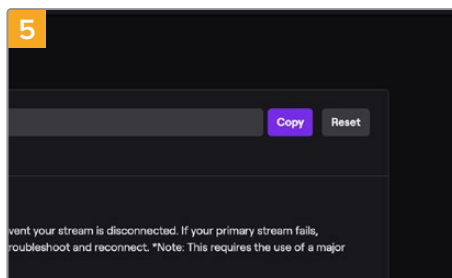 5
Copy Reset
vent your stream is disconnected. If your primary stream fails,
roubleshoot and reconnect. *Note: This requires the use of a major